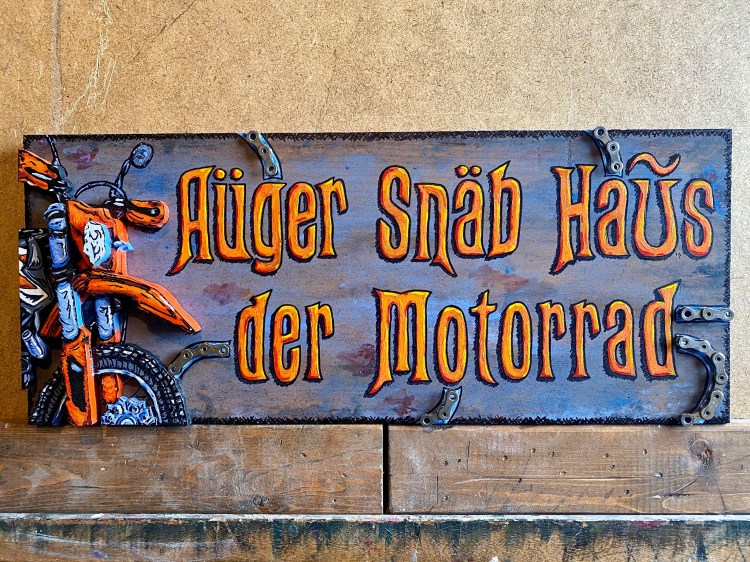 Aüger Snäb Haũs
der Motorrad